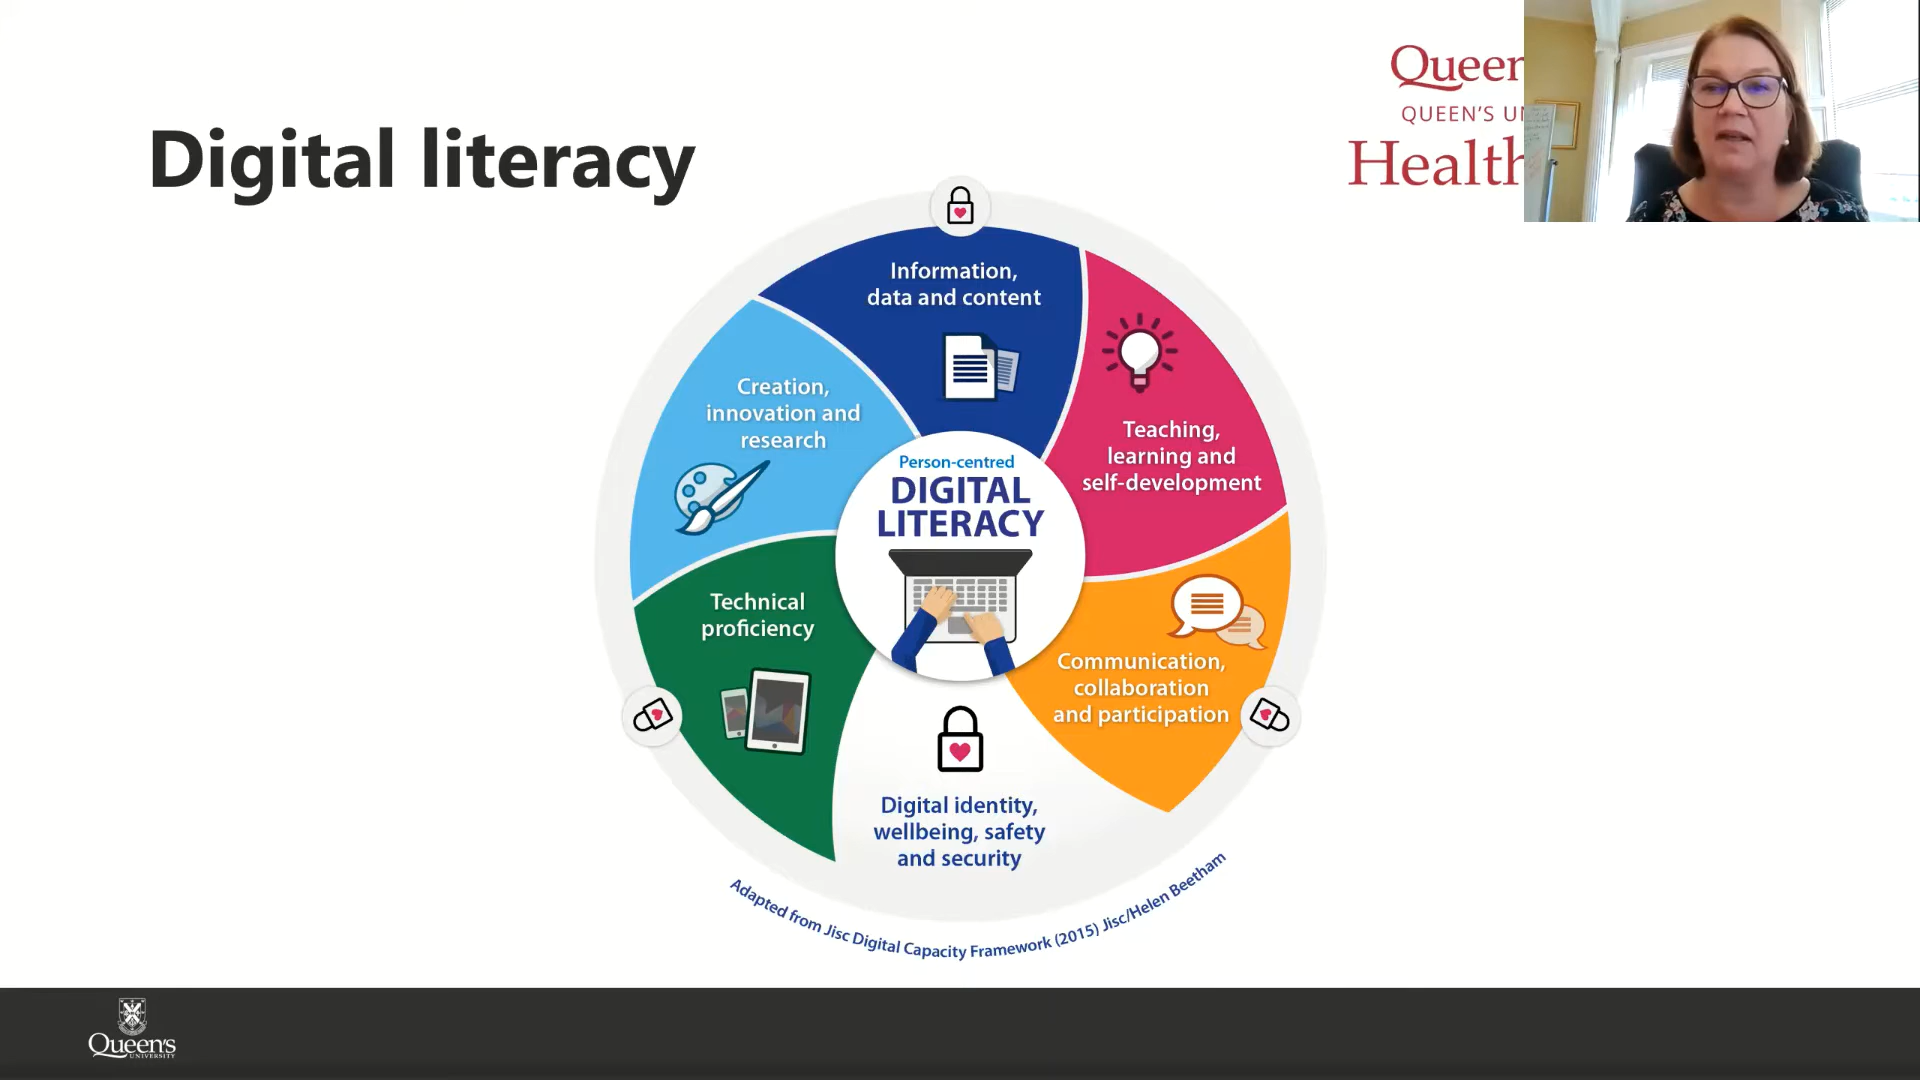 Digital literacy
QUEEN'S
Health
Information,
data and content
Teaching,
learning and
self-development
Communication,
collaboration
and participation
Digital identity,
wellbeing, safety
and security
Technical
proficiency
Creation,
innovation and
research
Person-centred
DIGITAL
LITERACY
Adapted from Jisc Digital Capacity Framework (2015) Jisc/Helen Beetham
Queen's
UNIVERSITY